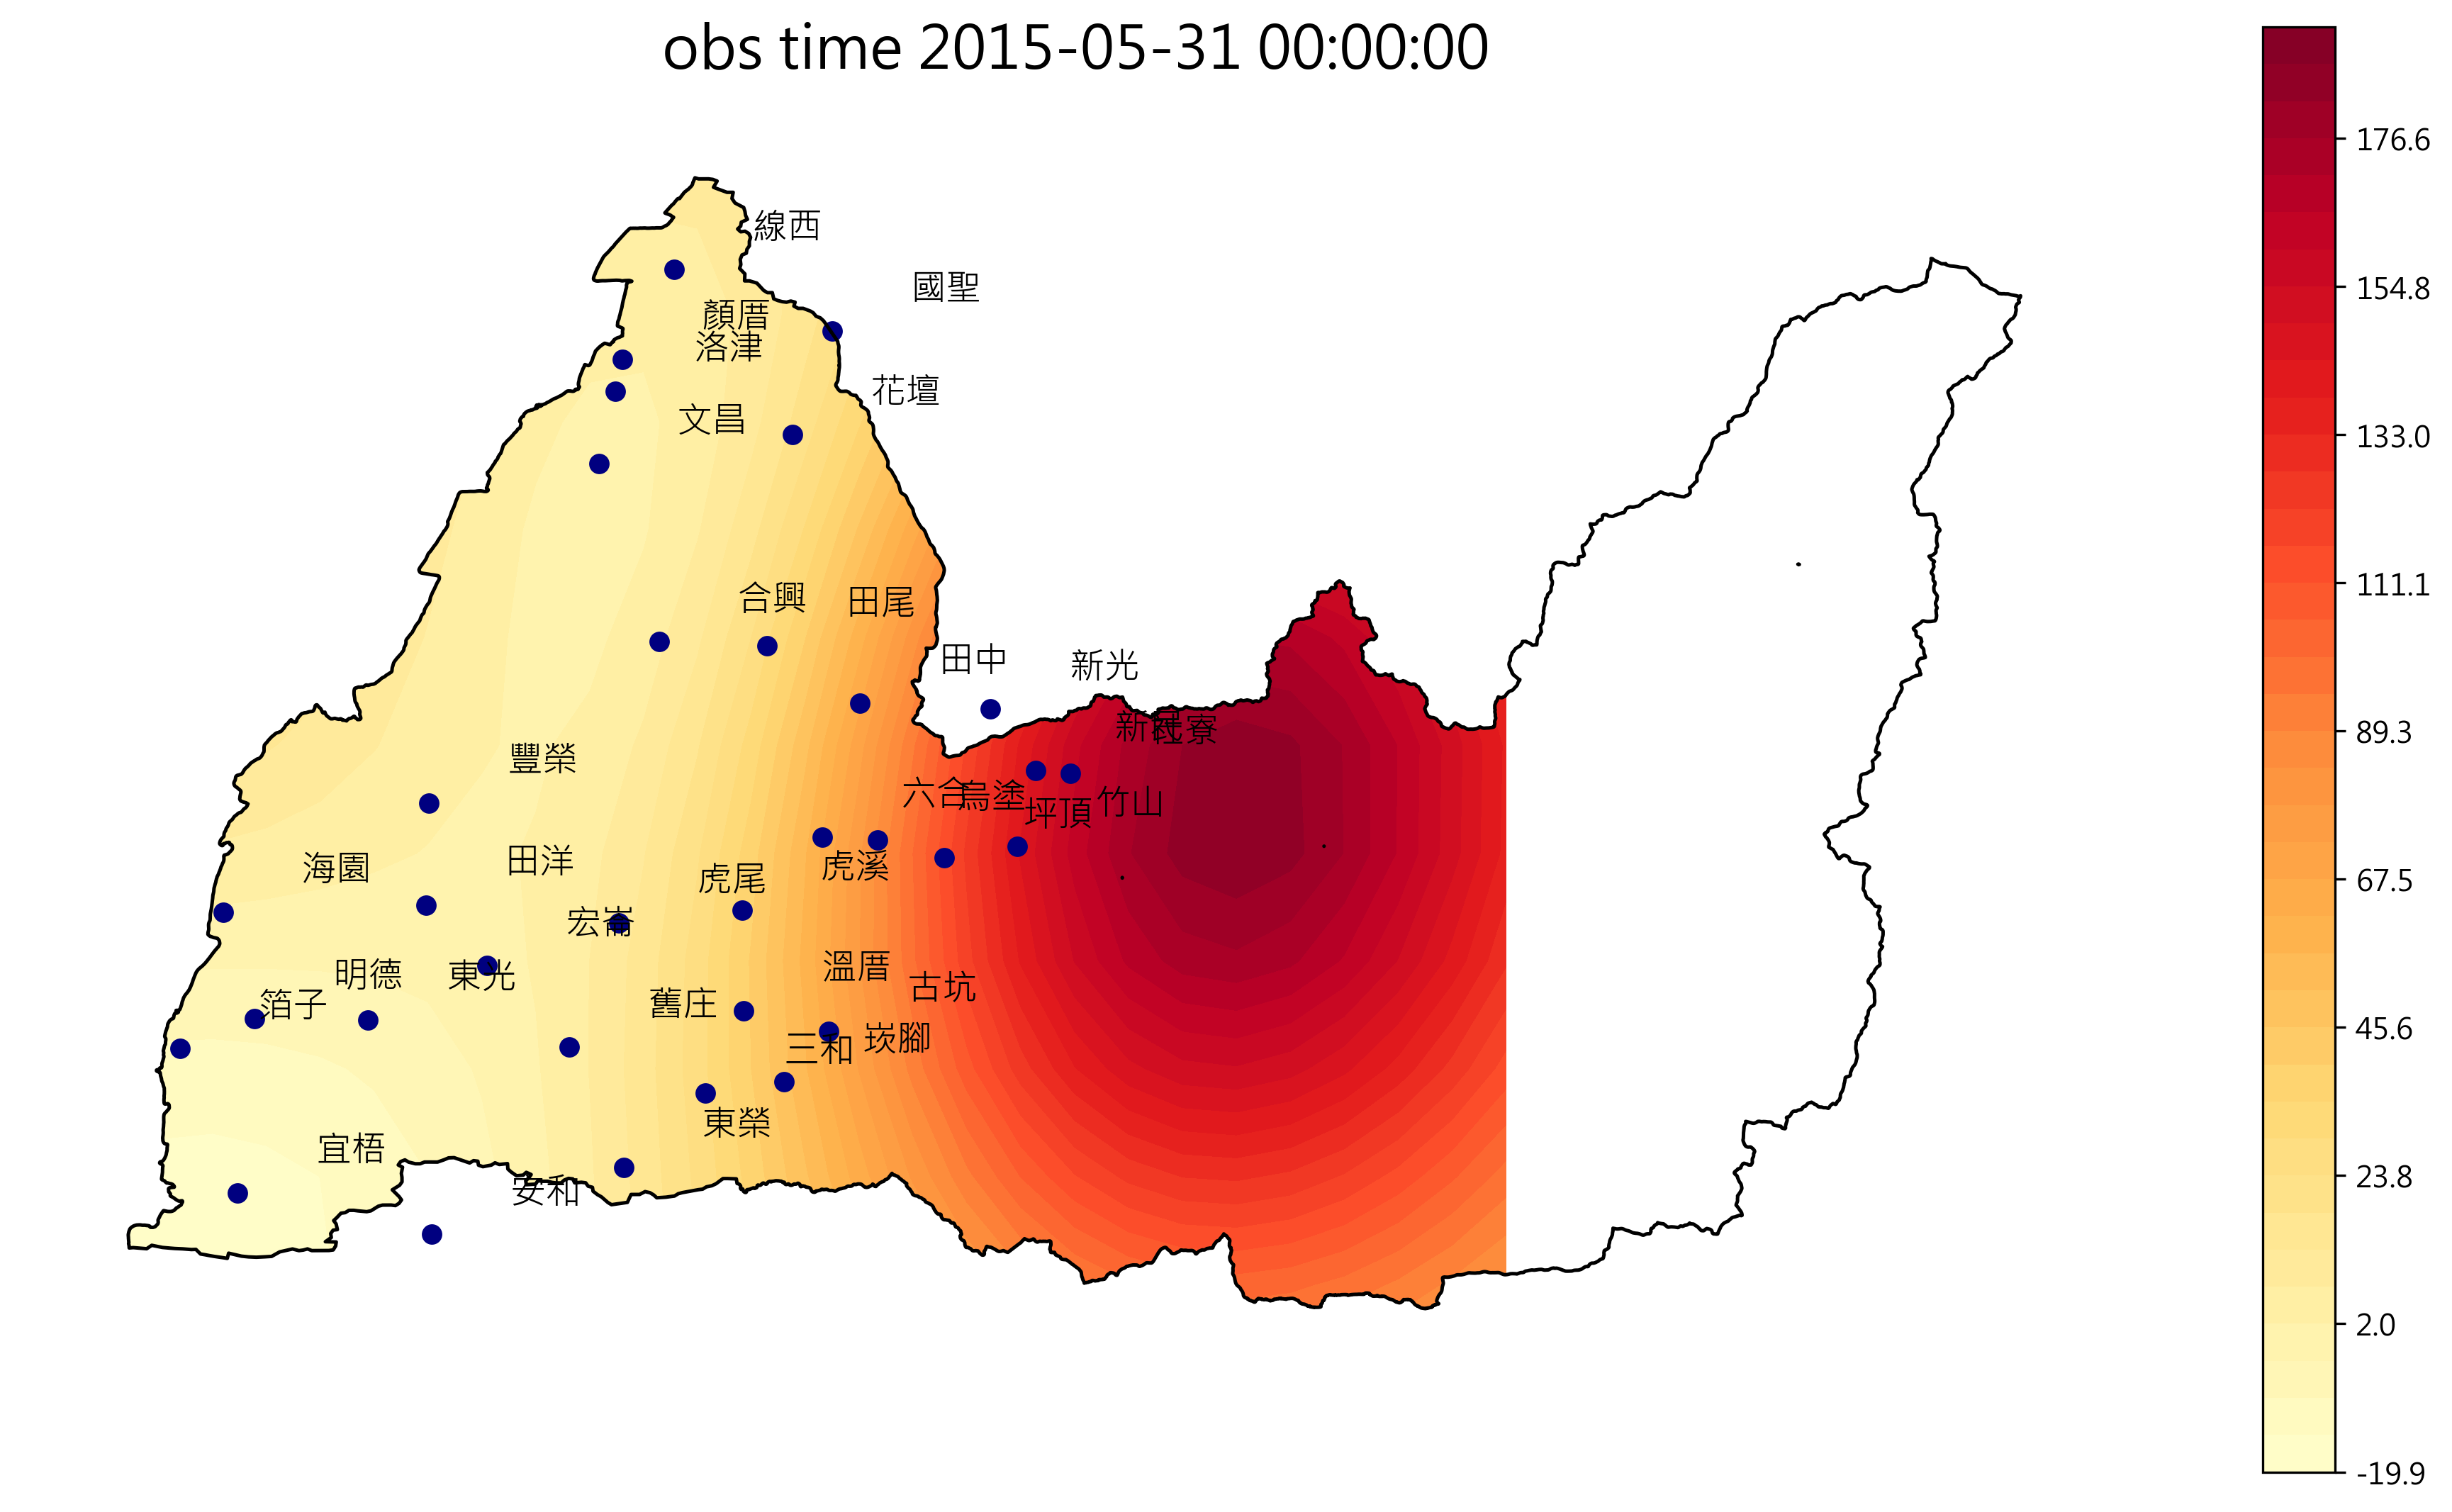 obs time 2015-05-31 00:00:00
線西
國聖
顏厝
洛津
花壇
文昌
合興
田尾
田中
新光
新民
社寮
豐榮
六合
烏塗
坪頂
竹山
海園
田洋
虎尾
虎溪
宏崙
明德
東光
溫厝
古坑
箔子
舊庄
三和
崁腳
東榮
宜梧
安和
176.6
154.8
133.0
111.1
89.3
67.5
45.6
23.8
2.0
-19.9